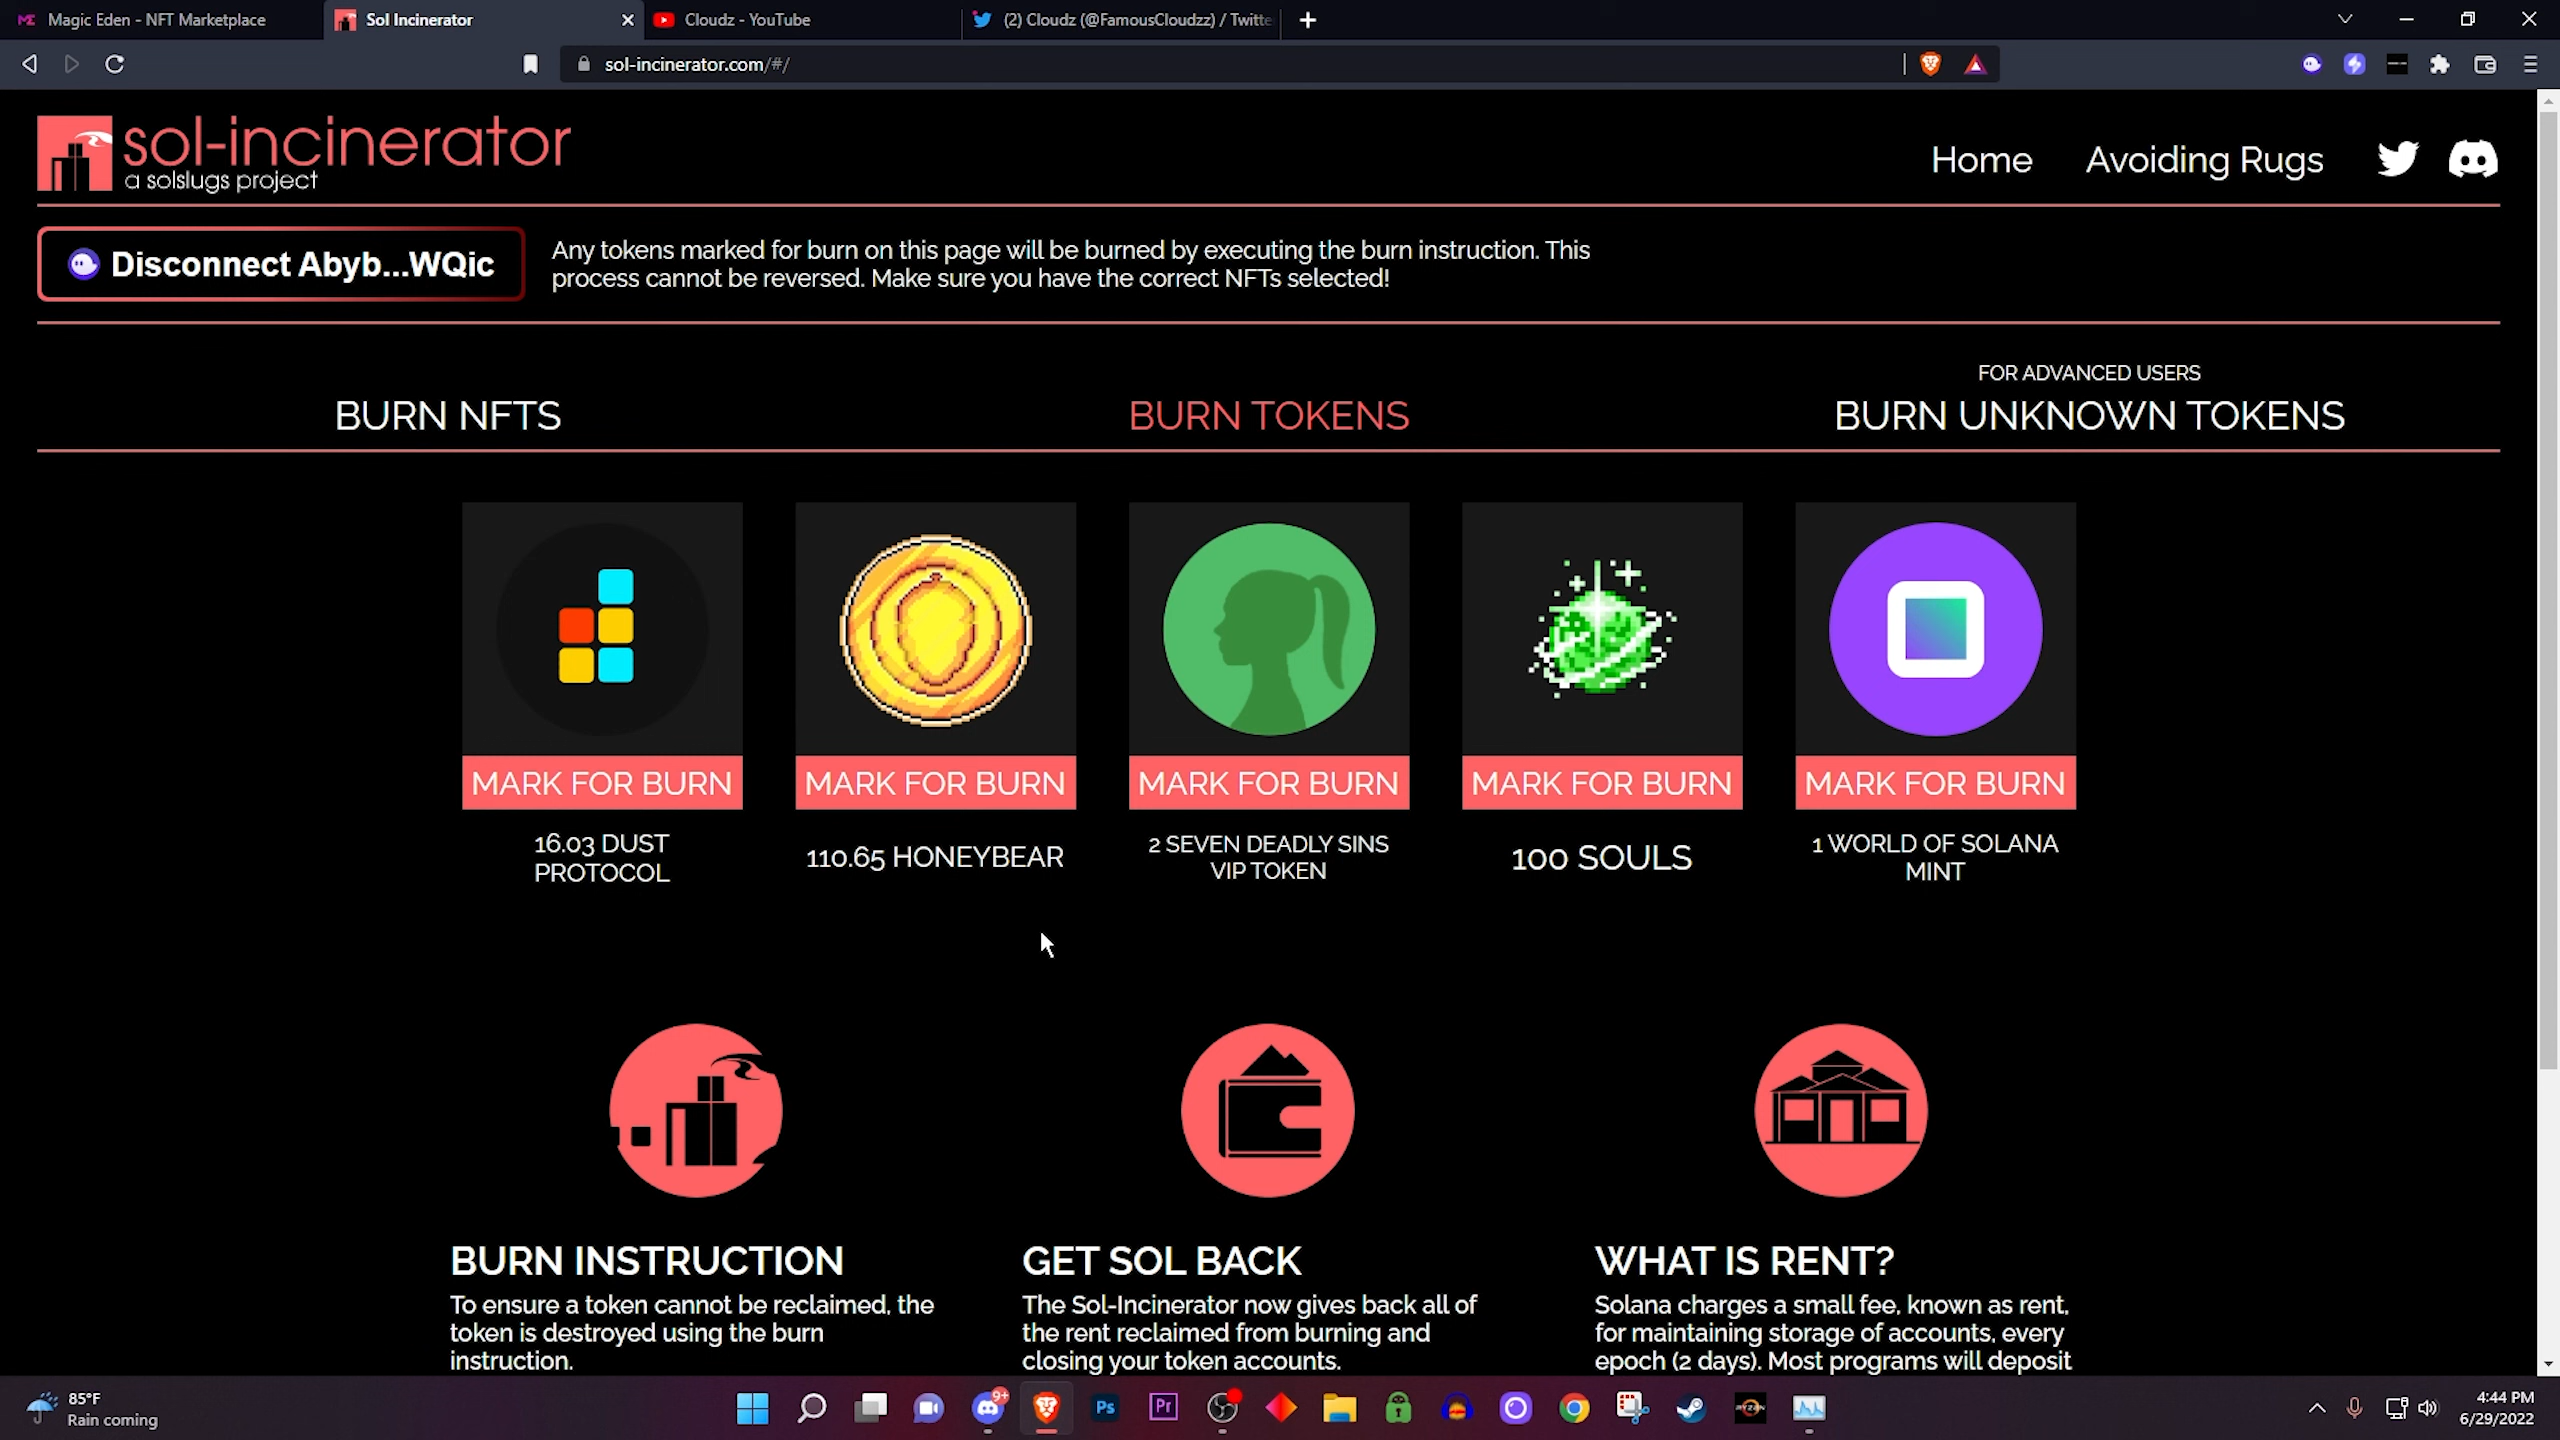 Magic Eden - NFT Marketplace
Sol Incinerator
Cloudz - YouTube
(2) Cloudz (@FamousCloudzz) / Twitte
sol-incinerator.com/#/
sol-incinerator
a solslugs project
Home
Avoiding Rugs
Disconnect Abyb...WQic
Any tokens marked for burn on this page will be burned by executing the burn instruction. This
process cannot be reversed. Make sure you have the correct NFTs selected!
BURN NFTS
BURN TOKENS
FOR ADVANCED USERS
BURN UNKNOWN TOKENS
MARK FOR BURN
MARK FOR BURN
MARK FOR BURN
MARK FOR BURN
MARK FOR BURN
16.03 DUST
PROTOCOL
110.65 HONEYBEAR
2 SEVEN DEADLY SINS
VIP TOKEN
100 SOULS
1 WORLD OF SOLANA
MINT
BURN INSTRUCTION
To ensure a token cannot be reclaimed, the
token is destroyed using the burn
instruction.
GET SOL BACK
The Sol-Incinerator now gives back all of
the rent reclaimed from burning and
closing your token accounts.
WHAT IS RENT?
Solana charges a small fee, known as rent,
for maintaining storage of accounts, every
epoch (2 days). Most programs will deposit
85°F
Rain coming
9+
Ps
Pr
RYZEN
4:44 PM
6/29/2022